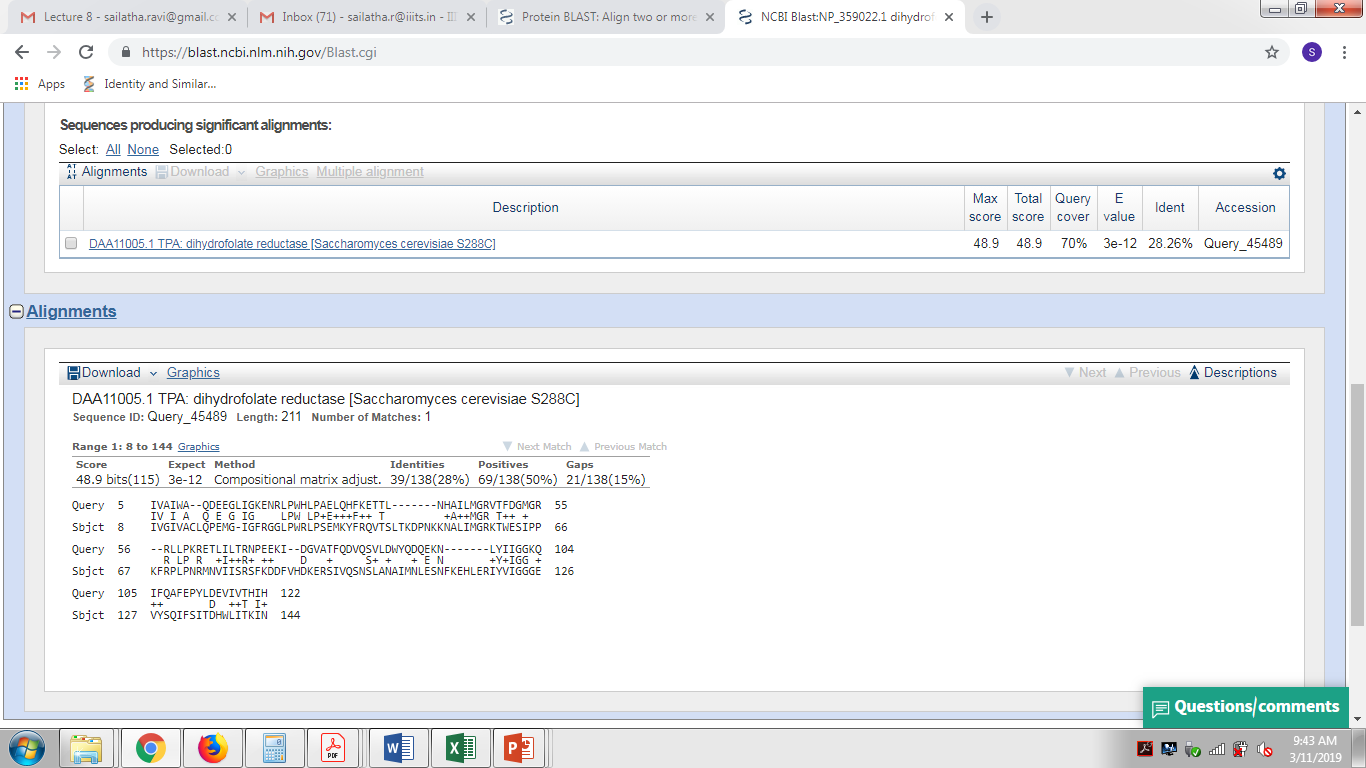 Lecture 8 - sailatha.ravi@gmail.c
Inbox (71) - sailatha.r@iiits.in - III
Protein BLAST: Align two or more
NCBI Blast:NP_359022.1 dihydrof
https://blast.ncbi.nlm.nih.gov/Blast.cgi
S
Apps Identity and Similar...
Sequences producing significant alignments:
Select: All None Selected:0
Alignments Download Graphics Multiple alignment
Description Max score Total score Query cover E value Ident Accession
DAA11005.1 TPA: dihydrofolate reductase [Saccharomyces cerevisiae S288C] 48.9 48.9 70% 3e-12 28.26% Query_45489
Alignments
Download Graphics Next Previous Descriptions
DAA11005.1 TPA: dihydrofolate reductase [Saccharomyces cerevisiae S288C]
Sequence ID: Query_45489 Length: 211 Number of Matches: 1
Range 1: 8 to 144 Graphics Next Match Previous Match
Score Expect Method Identities Positives Gaps
48.9 bits(115) 3e-12 Compositional matrix adjust. 39/138(28%) 69/138(50%) 21/138(15%)
Query 5 IVAIWA--QDEEGLIGKENRLPWHLPAELQHFKETTL-------NHAILMGRVTFDGMGR 55
IV I A Q E G IG LPW LP+E+++F++ T +A++MGR T++ +
Sbjct 8 IVGIVACLQPEMG-IGFRGGLPWRLPSEMKYFRQVTSLTKDPNKKNALIMGRKTWESIPP 66
Query 56 --RLLPKRETLILTRNPEEKI--DGVATFQDVQSVLDWYQDQEKN-------LYIIGGKQ 104
R LP R +I++R+ ++ D + S+ + + E N +Y+IGG +
Sbjct 67 KFRPLPNRMNVIISRSFKDDFVHDKERSIVQSNSLANAIMNLESNFKEHLERIYVIGGGE 126
Query 105 IFQAFEPYLDEVIVTHIH 122
++ D ++T I+
Sbjct 127 VYSQIFSITDHWLITKIN 144
Questions/comments
9:43 AM
3/11/2019